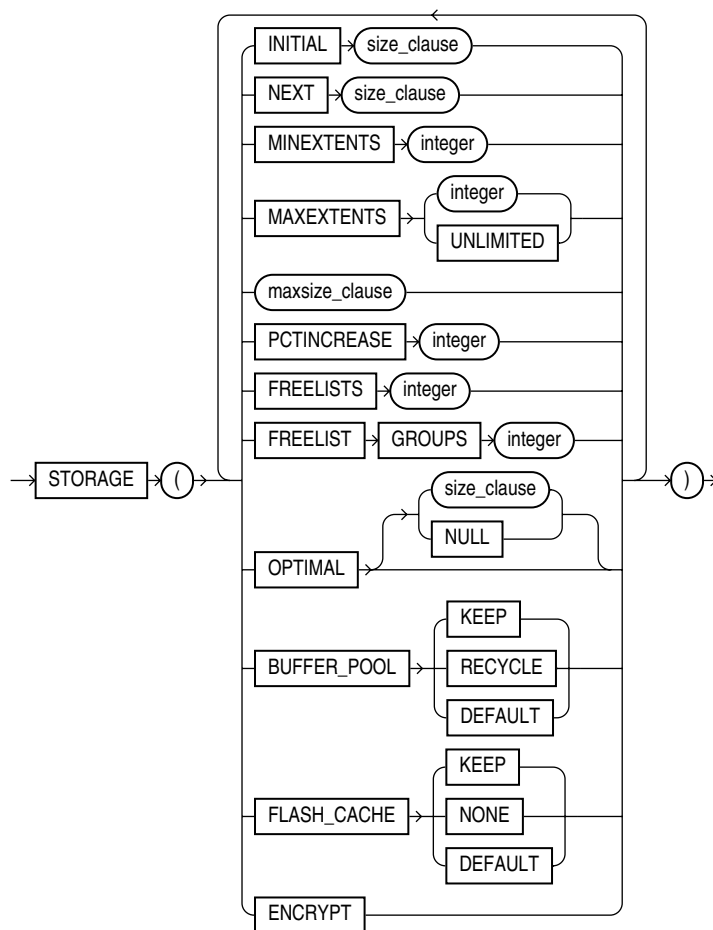 INITIAL size_clause
NEXT size_clause
MINEXTENTS integer
MAXEXTENTS integer
UNLIMITED
maxsize_clause
PCTINCREASE integer
FREELISTS integer
FREELIST GROUPS integer
STORAGE ( )
OPTIMAL size_clause
NULL
BUFFER_POOL KEEP
RECYCLE
DEFAULT
FLASH_CACHE KEEP
NONE
DEFAULT
ENCRYPT